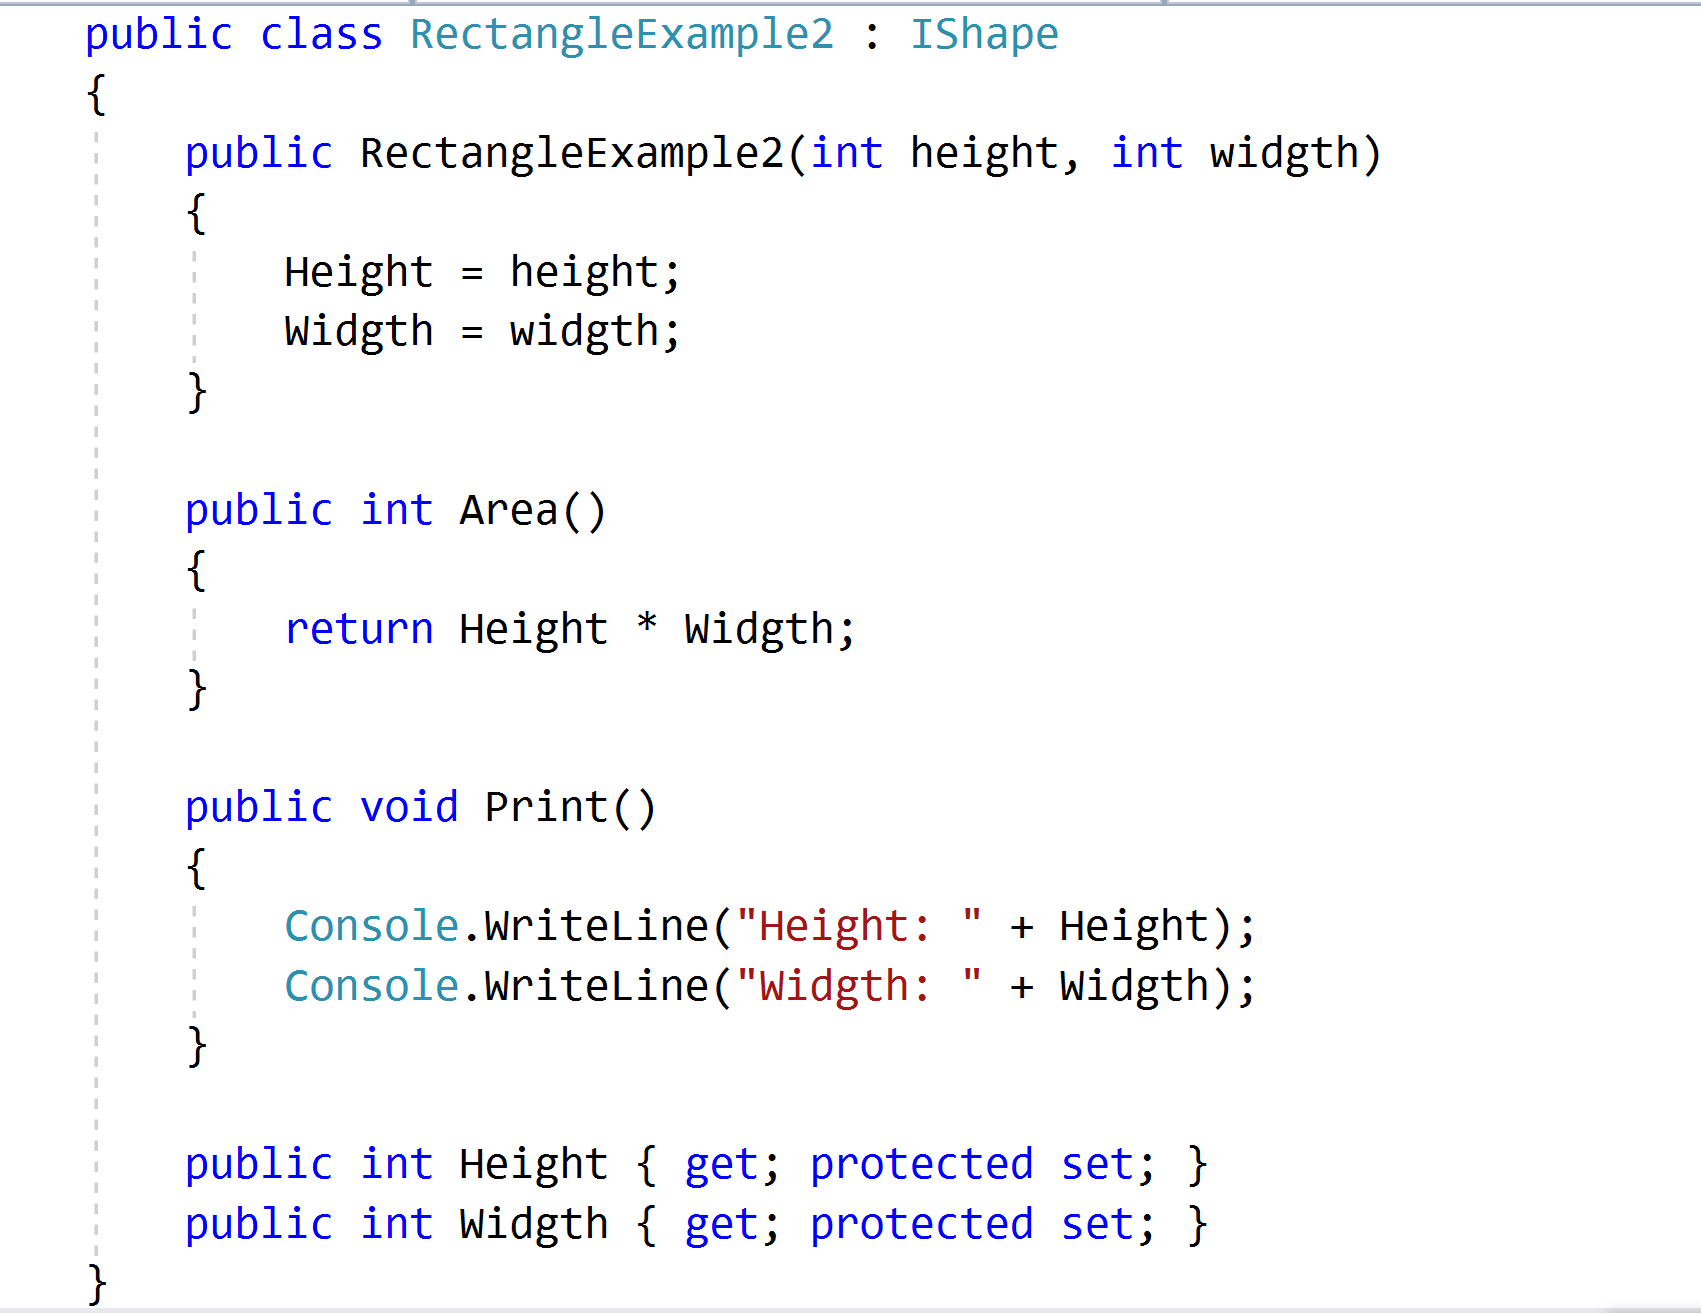 public class RectangleExample2 : IShape
{
    public RectangleExample2(int height, int widgth)
    {
        Height = height;
        Widgth = widgth;
    }

    public int Area()
    {
        return Height * Widgth;
    }

    public void Print()
    {
        Console.WriteLine("Height: " + Height);
        Console.WriteLine("Widgth: " + Widgth);
    }

    public int Height { get; protected set; }
    public int Widgth { get; protected set; }
}